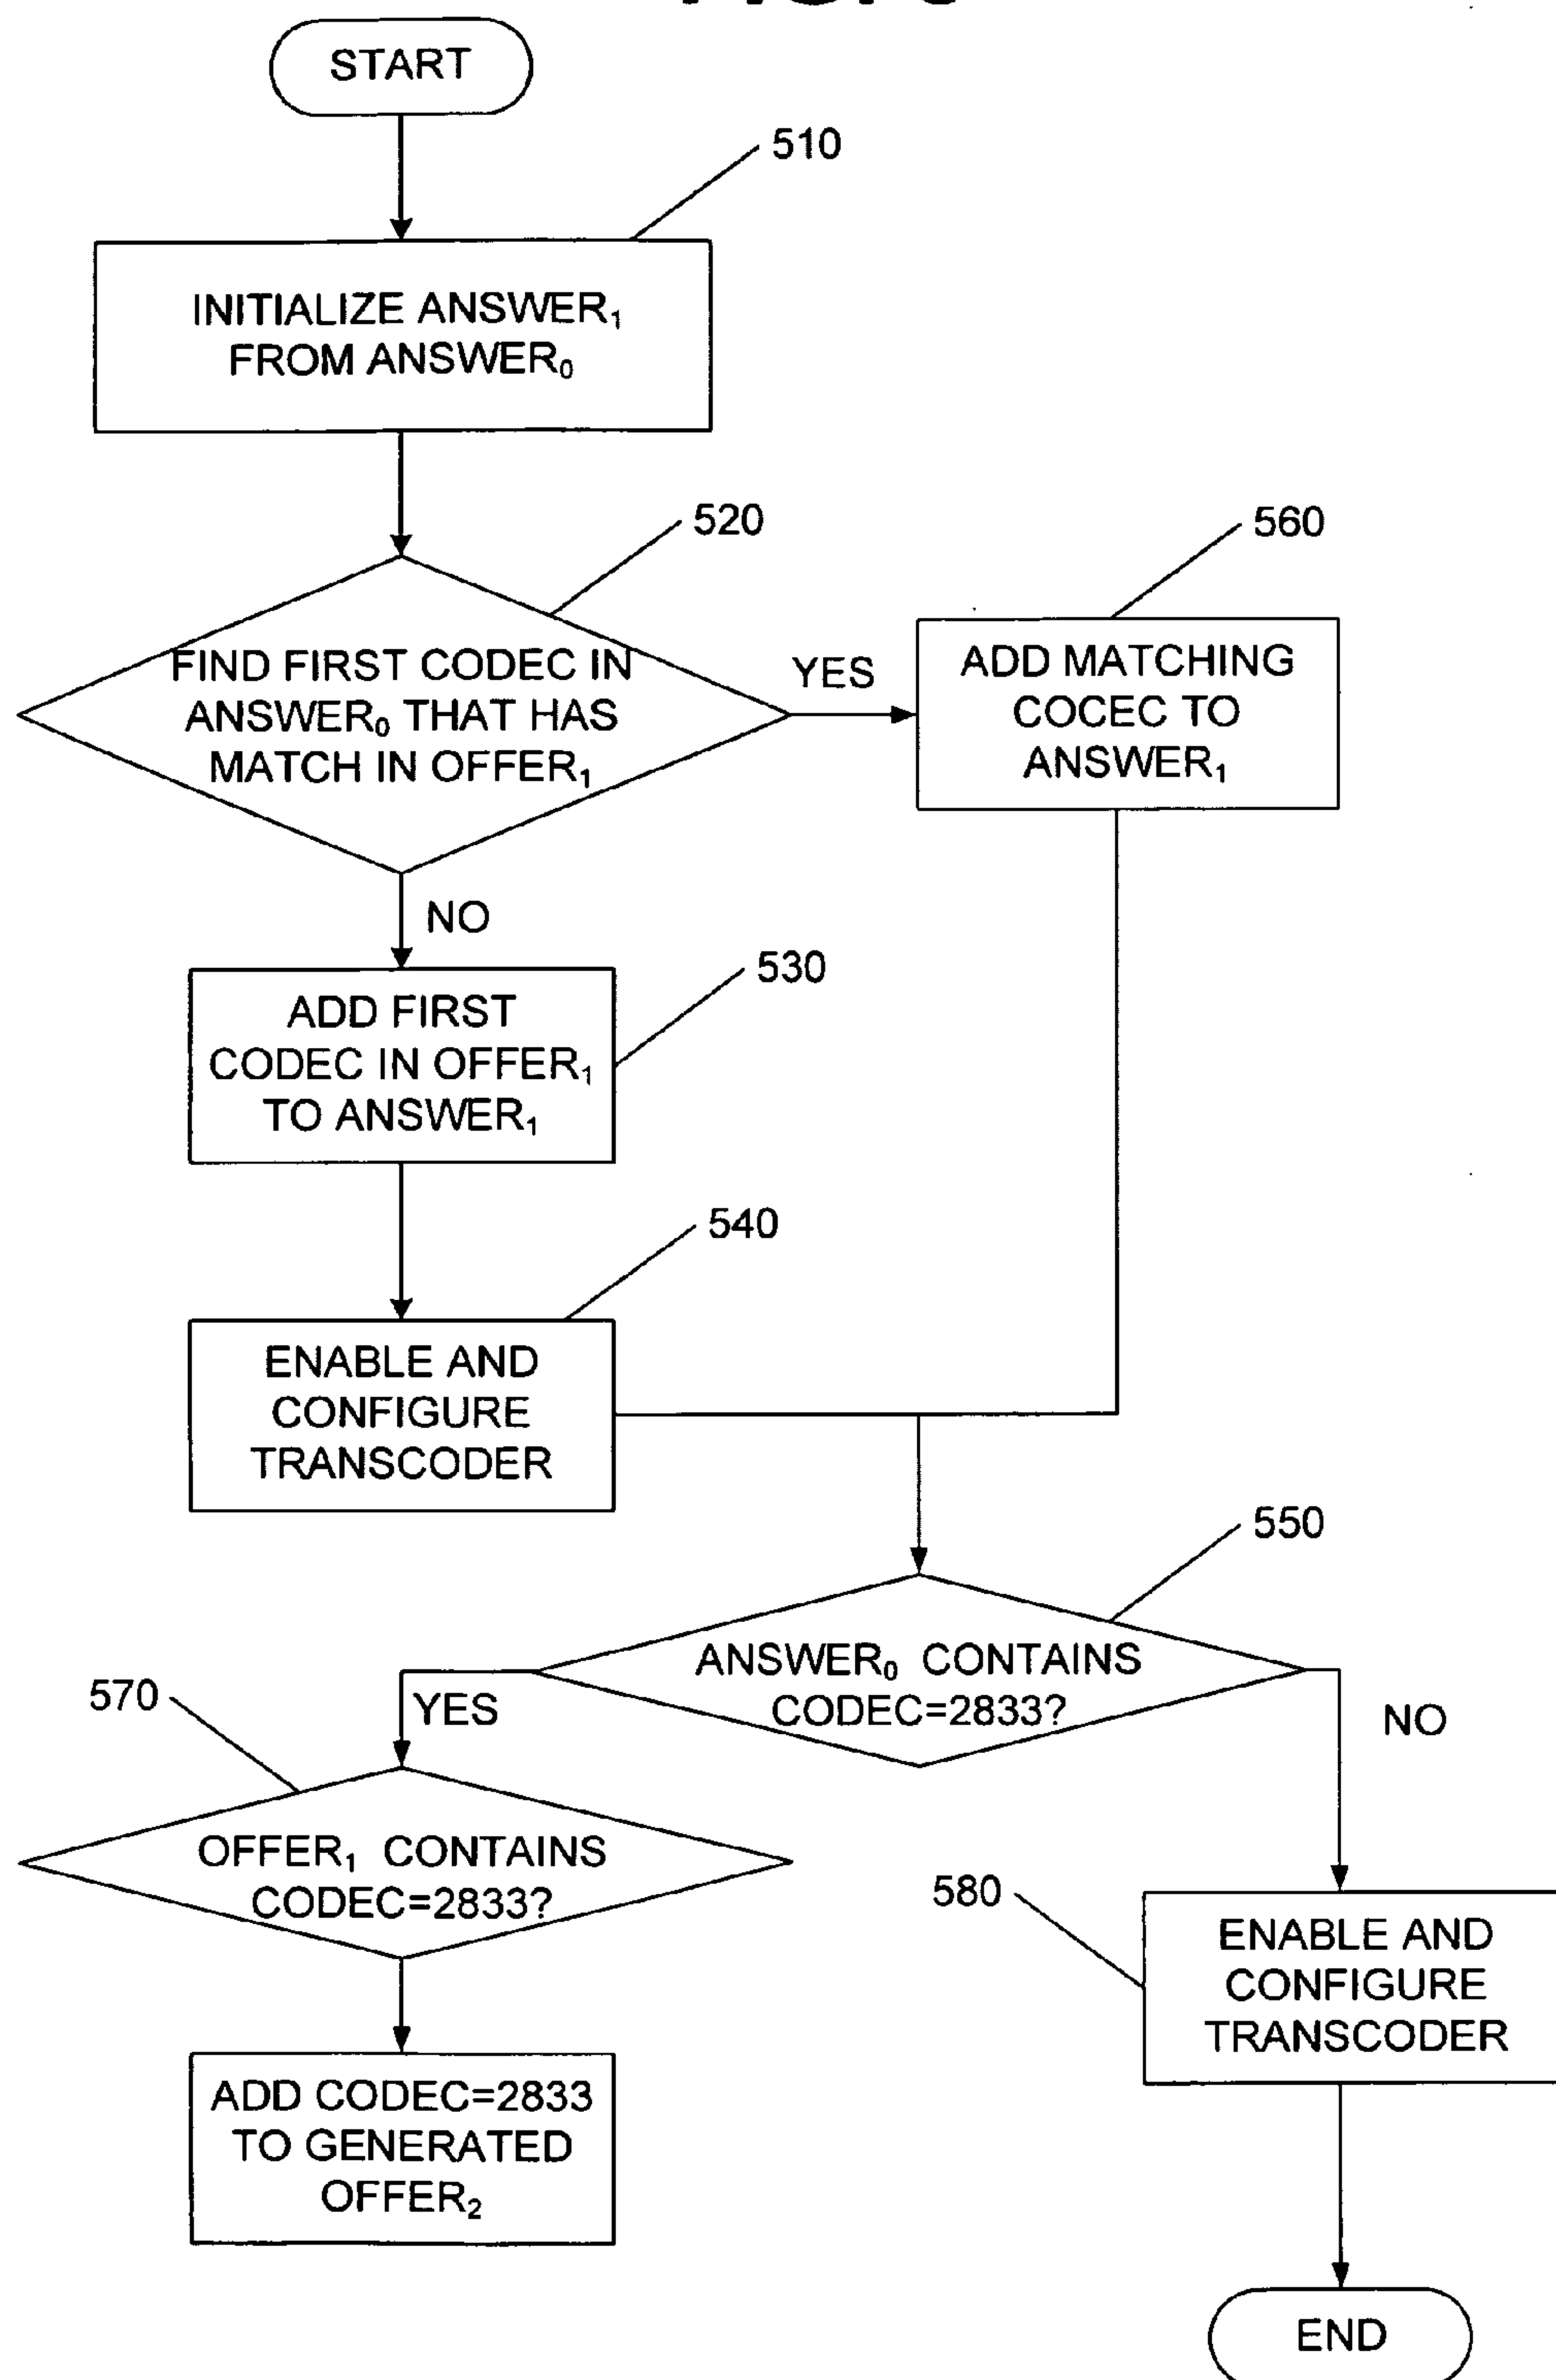 START
510
INITIALIZE ANSWER₁
FROM ANSWER₀
520
560
FIND FIRST CODEC IN
ANSWER₀ THAT HAS
MATCH IN OFFER₁
YES
ADD MATCHING
COCEC TO
ANSWER₁
NO
530
ADD FIRST
CODEC IN OFFER₁
TO ANSWER₁
540
ENABLE AND
CONFIGURE
TRANSCODER
550
ANSWER₀ CONTAINS
CODEC=2833?
570
YES
NO
OFFER₁ CONTAINS
CODEC=2833?
580
ENABLE AND
CONFIGURE
TRANSCODER
ADD CODEC=2833
TO GENERATED
OFFER₂
END